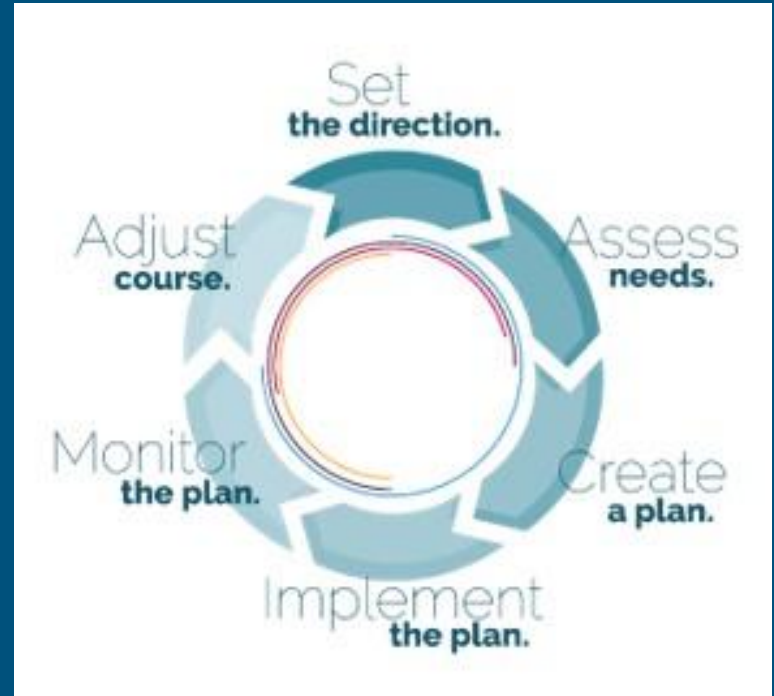 Set
the direction.
Assess
needs.
Create
a plan.
Implement
the plan.
Monitor
the plan.
Adjust
course.